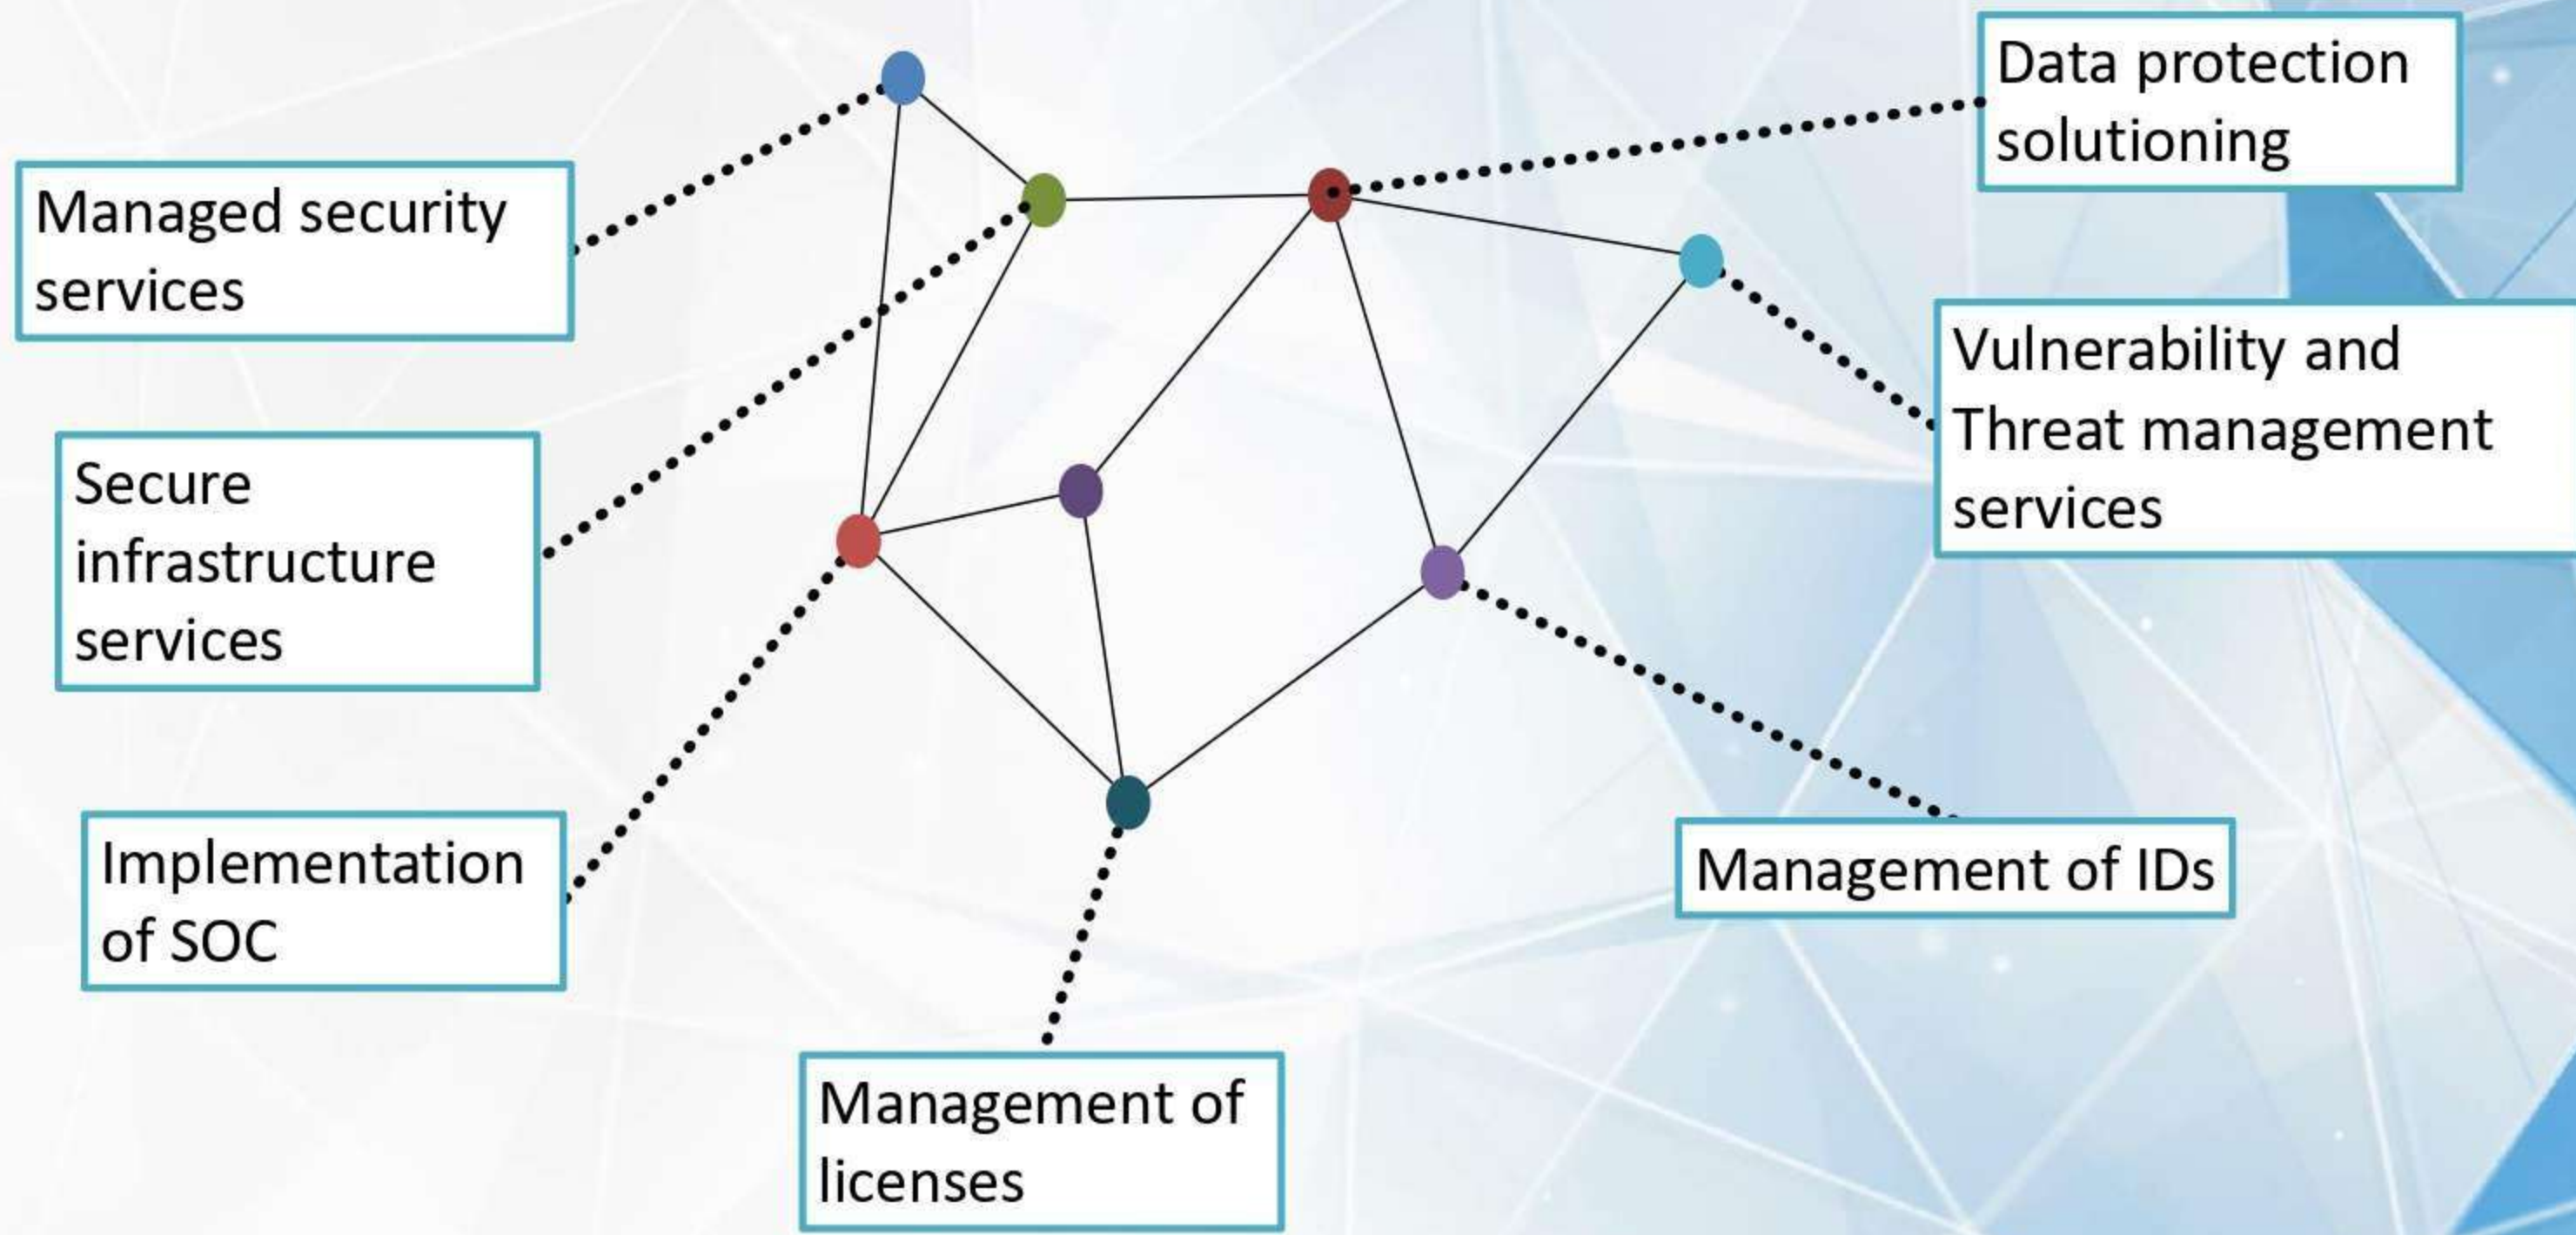 Managed security
services
Secure
infrastructure
services
Implementation
of SOC
Management of
licenses
Data protection
solutioning
Vulnerability and
Threat management
services
Management of IDs